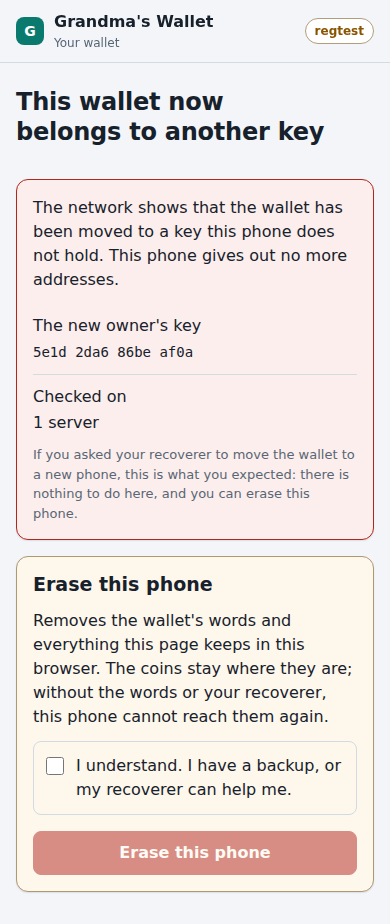 G
Grandma's Wallet
Your wallet
regtest
This wallet now
belongs to another key
The network shows that the wallet has
been moved to a key this phone does
not hold. This phone gives out no more
addresses.
The new owner's key
5e1d 2da6 86be af0a
Checked on
1 server
If you asked your recoverer to move the wallet to
a new phone, this is what you expected: there is
nothing to do here, and you can erase this
phone.
Erase this phone
Removes the wallet's words and
everything this page keeps in this
browser. The coins stay where they are;
without the words or your recoverer,
this phone cannot reach them again.
I understand. I have a backup, or
my recoverer can help me.
Erase this phone